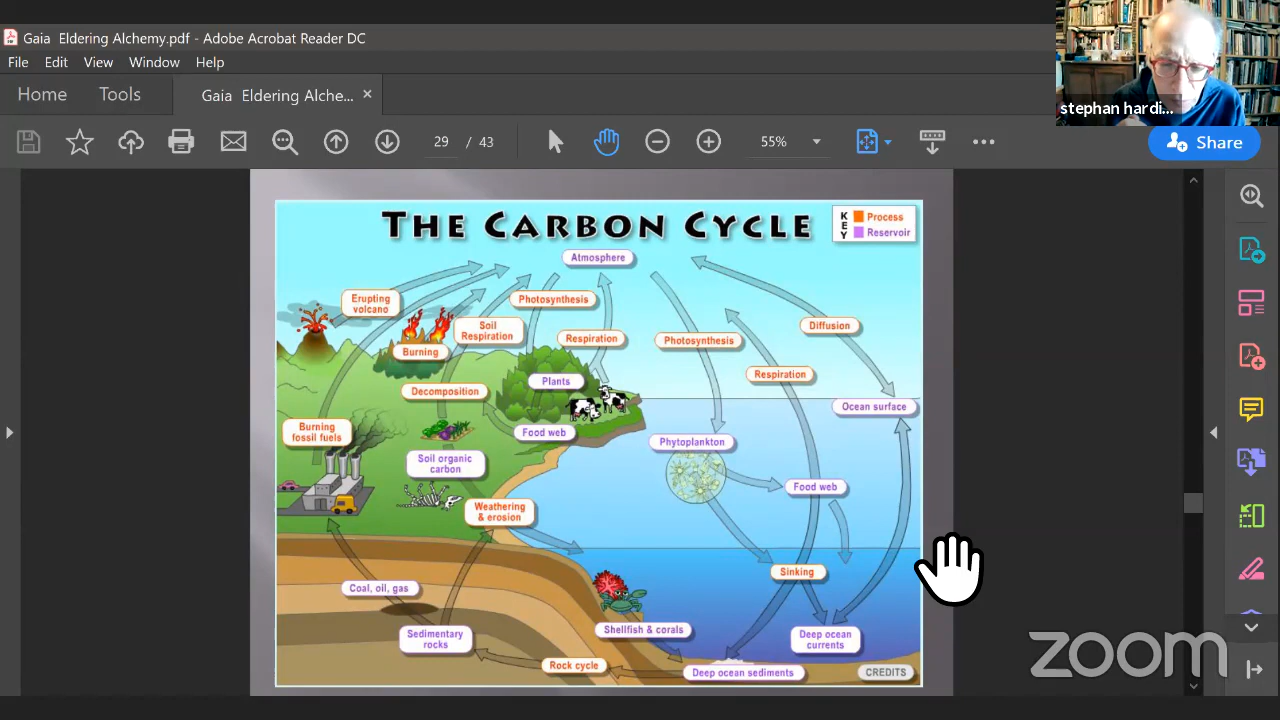 Gaia Eldering Alchemy.pdf - Adobe Acrobat Reader DC
File Edit View Window Help
Home Tools Gaia Eldering Alche... ×
stephan hardi...
29 / 43 55% Share
THE CARBON CYCLE
KEY
Process
Reservoir
Atmosphere
Erupting
volcano
Photosynthesis
Soil
Respiration
Respiration
Photosynthesis
Diffusion
Burning
Respiration
Decomposition
Plants
Ocean surface
Burning
fossil fuels
Food web
Phytoplankton
Soil organic
carbon
Food web
Weathering
& erosion
Sinking
Coal, oil, gas
Shellfish & corals
Sedimentary
rocks
Deep ocean
currents
Rock cycle
Deep ocean sediments
CREDITS
zoom